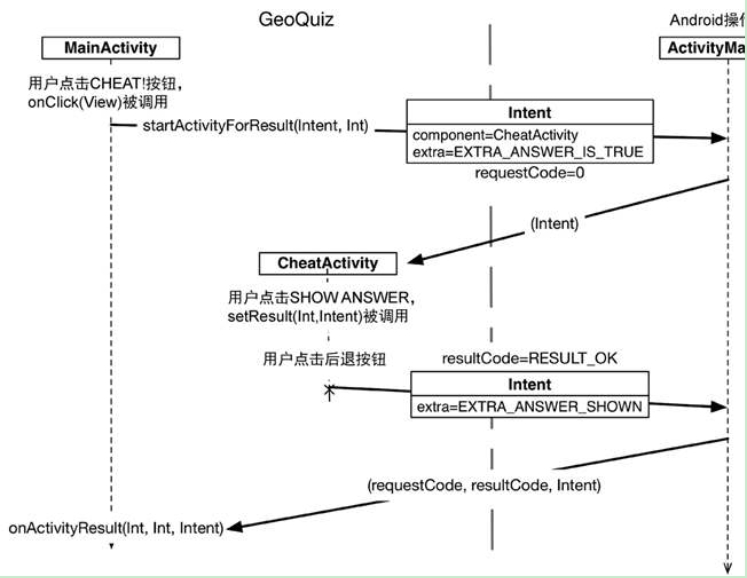 GeoQuiz
Android操作
MainActivity
ActivityMa
用户点击CHEAT!按钮，
onClick(View)被调用
startActivityForResult(Intent, Int)
Intent
component=CheatActivity
extra=EXTRA_ANSWER_IS_TRUE
requestCode=0
(Intent)
CheatActivity
用户点击SHOW ANSWER，
setResult(Int,Intent)被调用
用户点击后退按钮
resultCode=RESULT_OK
Intent
extra=EXTRA_ANSWER_SHOWN
(requestCode, resultCode, Intent)
onActivityResult(Int, Int, Intent)